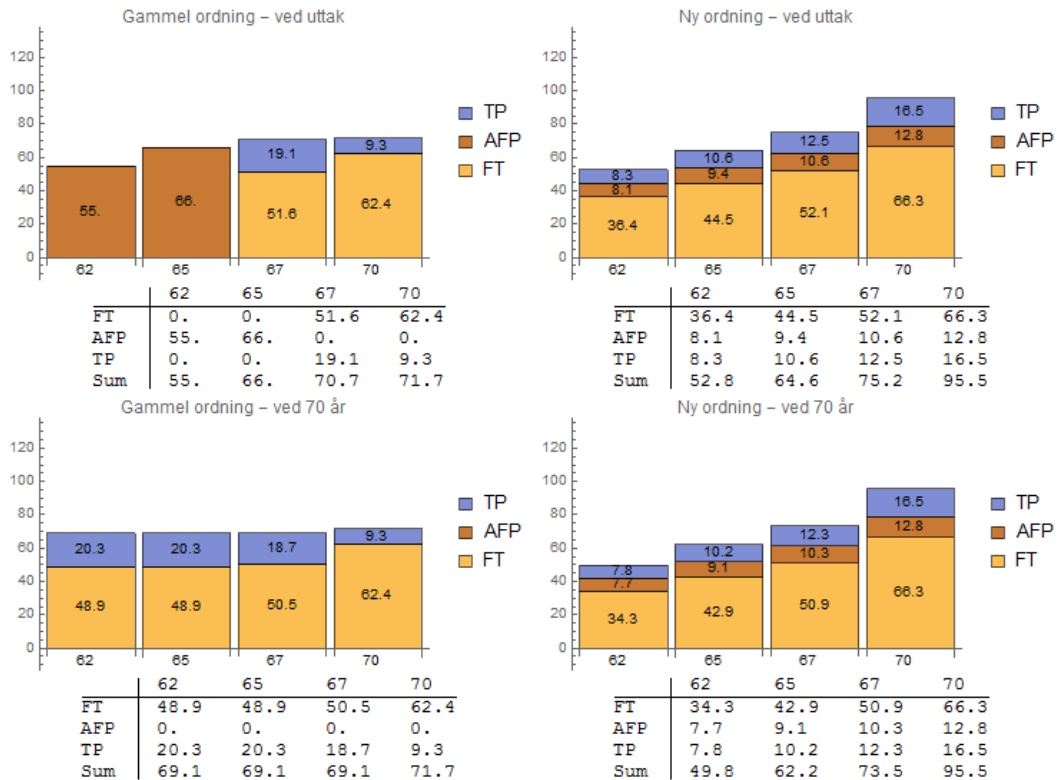 Gammel ordning – ved uttak
120
100
80
60
40
20
0
55.
66.
19.1
51.6
9.3
62.4
62 65 67 70
TP
AFP
FT
62 65 67 70
FT 0. 0. 51.6 62.4
AFP 55. 66. 0. 0.
TP 0. 0. 19.1 9.3
Sum 55. 66. 70.7 71.7
Ny ordning – ved uttak
120
100
80
60
40
20
0
8.3
8.1
36.4
10.6
9.4
44.5
12.5
10.6
52.1
16.5
12.8
66.3
62 65 67 70
TP
AFP
FT
62 65 67 70
FT 36.4 44.5 52.1 66.3
AFP 8.1 9.4 10.6 12.8
TP 8.3 10.6 12.5 16.5
Sum 52.8 64.6 75.2 95.5
Gammel ordning – ved 70 år
120
100
80
60
40
20
0
20.3
48.9
20.3
48.9
18.7
50.5
9.3
62.4
62 65 67 70
TP
AFP
FT
62 65 67 70
FT 48.9 48.9 50.5 62.4
AFP 0. 0. 0. 0.
TP 20.3 20.3 18.7 9.3
Sum 69.1 69.1 69.1 71.7
Ny ordning – ved 70 år
120
100
80
60
40
20
0
7.8
7.7
34.3
10.2
9.1
42.9
12.3
10.3
50.9
16.5
12.8
66.3
62 65 67 70
TP
AFP
FT
62 65 67 70
FT 34.3 42.9 50.9 66.3
AFP 7.7 9.1 10.3 12.8
TP 7.8 10.2 12.3 16.5
Sum 49.8 62.2 73.5 95.5